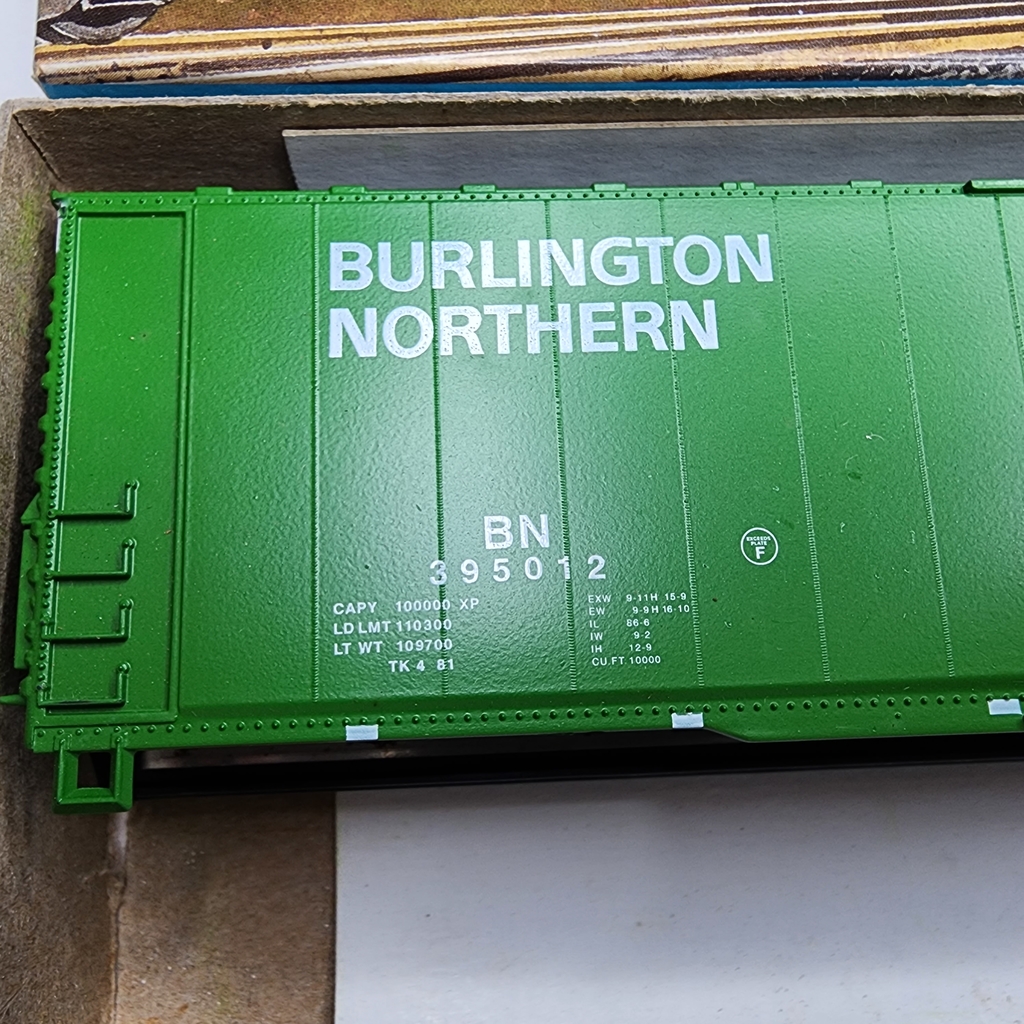 BURLINGTON
NORTHERN
BN
395012
CAPY 100000 XP
LD LMT 110300
LT WT 109700
TK 4 81
EXW 9-11 H 15-9
EW 9-9 H 16-10
IL 86-6
IW 9-2
IH 12-9
CU.FT. 10000
EXCEEDS
PLATE
F